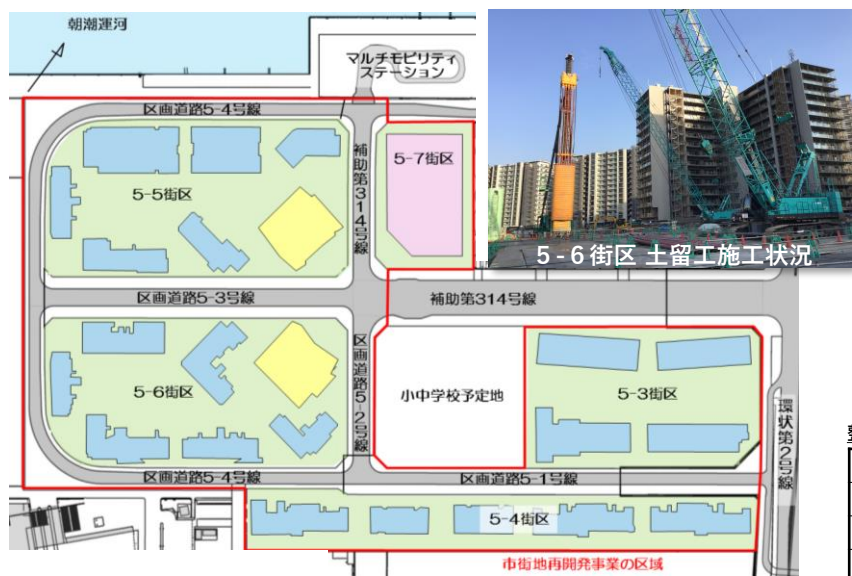 朝潮運河
マルチモビリティ
ステーション
区画道路5-4号線
補助第314号線
5-7街区
5-5街区
5-6街区 土留工施工状況
区画道路5-3号線
補助第314号線
区画道路5-2号線
小中学校予定地
5-6街区
5-3街区
環状第2号線
区画道路5-4号線
区画道路5-1号線
5-4街区
市街地再開発事業の区域